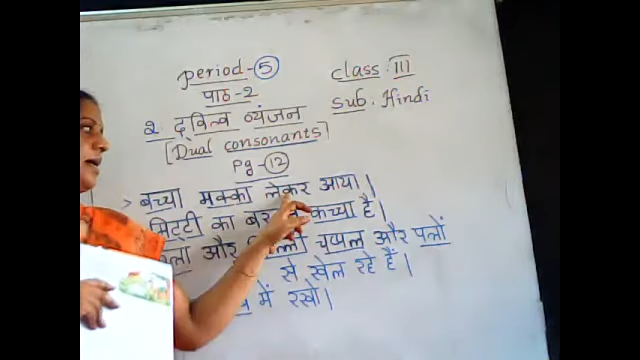 period-5
class III
पाठ-2
Sub. Hindi
2. द्वित्व व्यंजन
[Dual consonants]
Pg-12
> बच्चा मक्का लेकर आया।
मिट्टी का कच्चा है।
और चप्पल और पत्तों
से खेल रहे हैं।
में रखो।